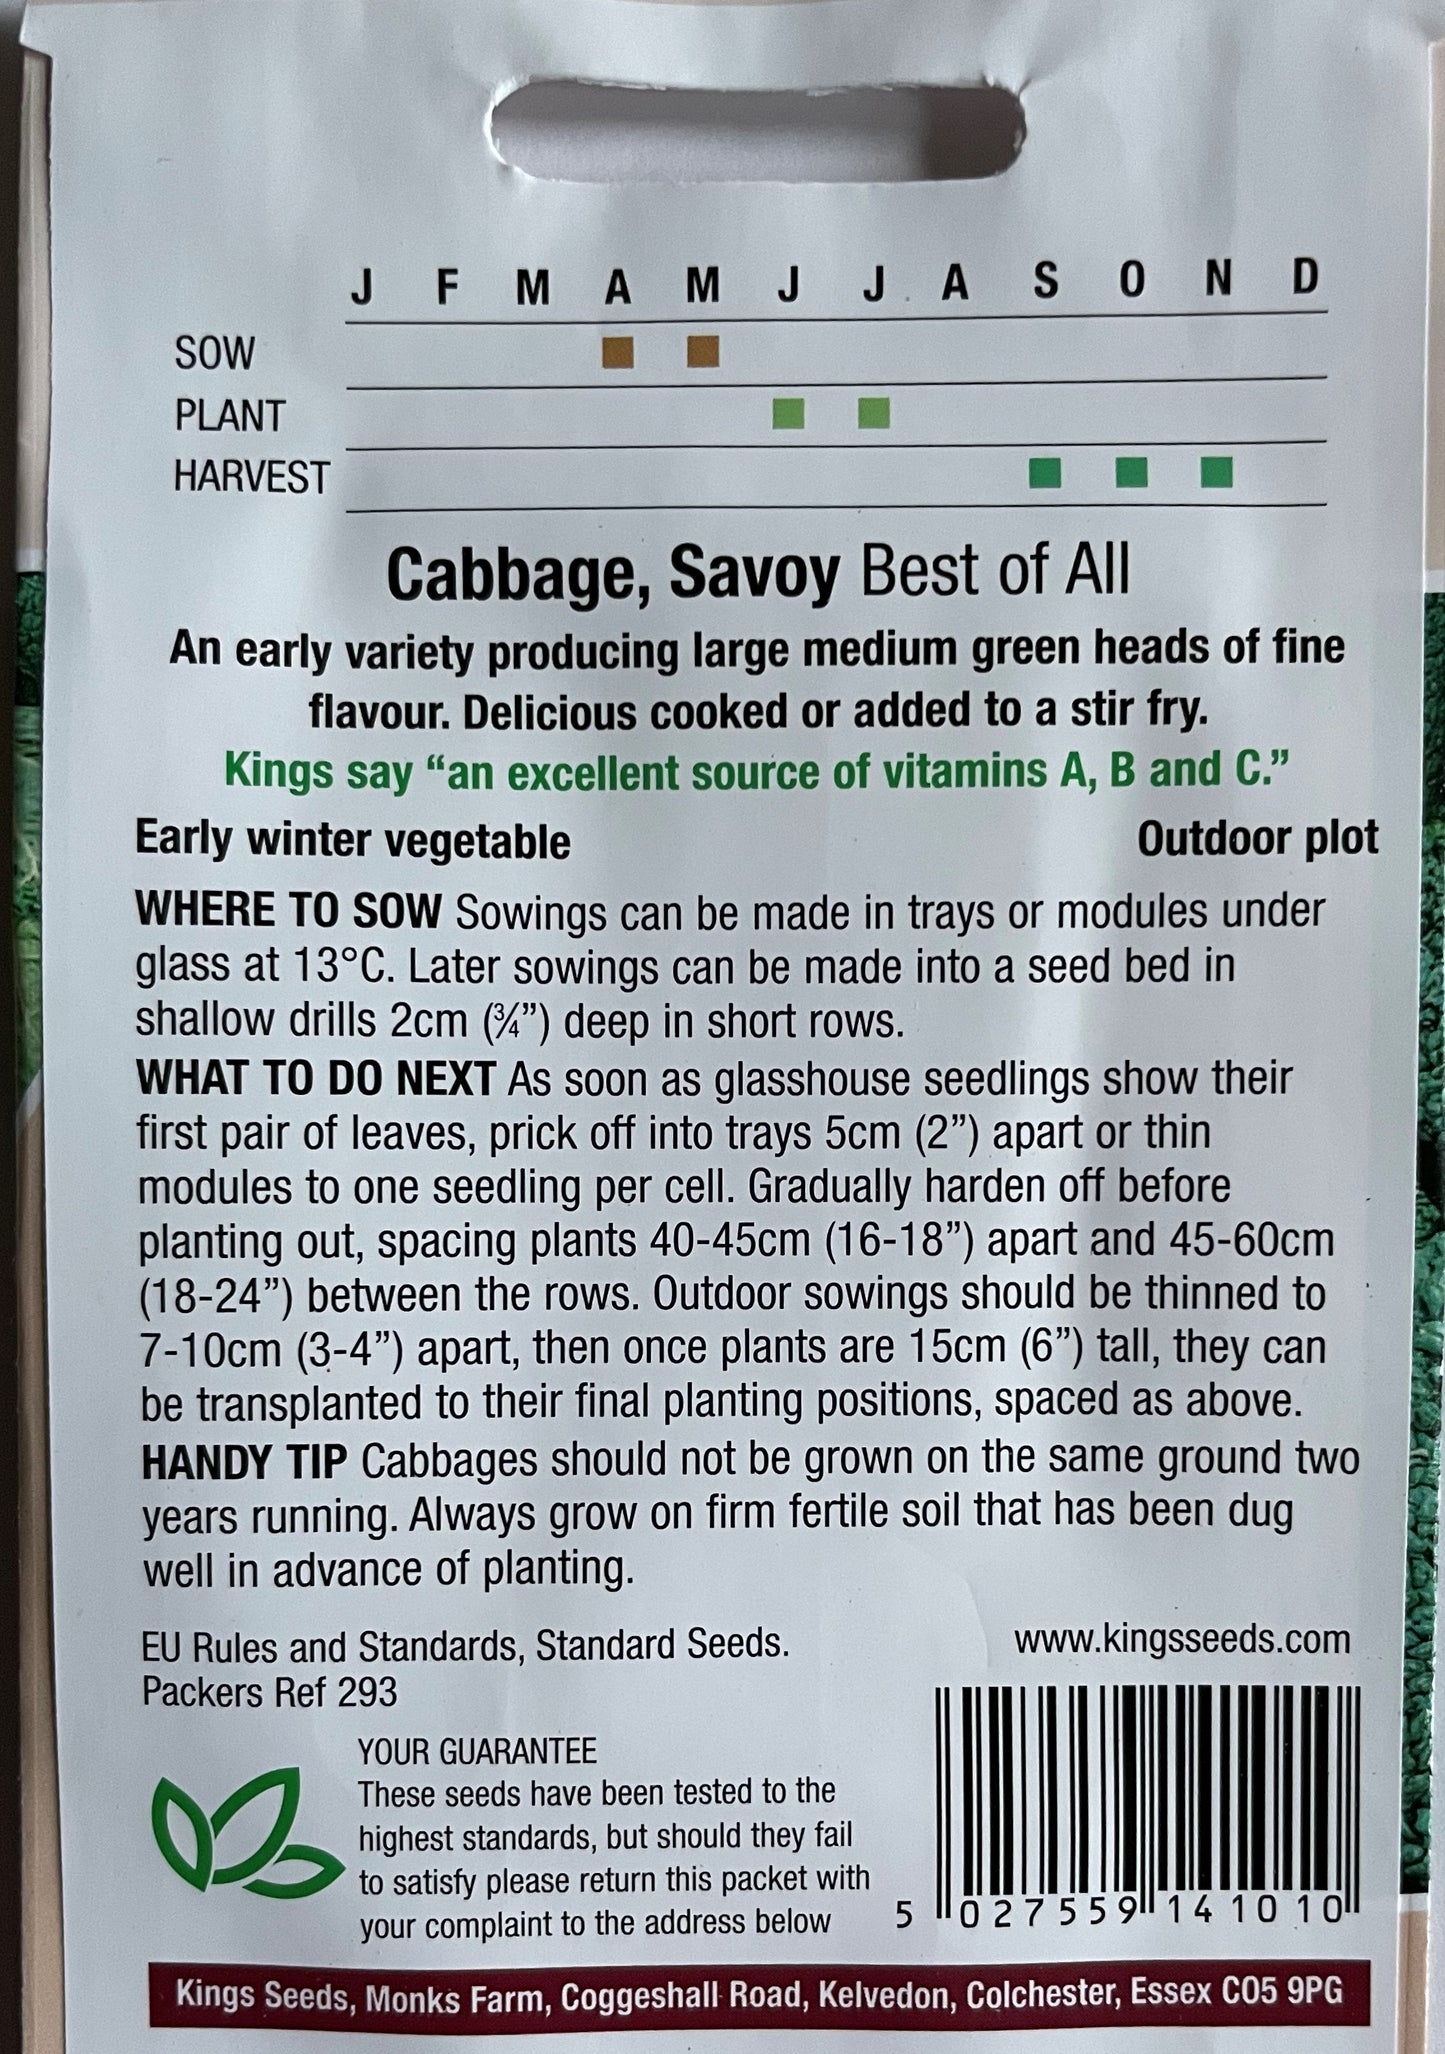 J F M A M J J A S O N D
SOW
PLANT
HARVEST
Cabbage, Savoy Best of All
An early variety producing large medium green heads of fine
flavour. Delicious cooked or added to a stir fry.
Kings say “an excellent source of vitamins A, B and C.”
Early winter vegetable Outdoor plot
WHERE TO SOW Sowings can be made in trays or modules under
glass at 13°C. Later sowings can be made into a seed bed in
shallow drills 2cm (¾”) deep in short rows.
WHAT TO DO NEXT As soon as glasshouse seedlings show their
first pair of leaves, prick off into trays 5cm (2”) apart or thin
modules to one seedling per cell. Gradually harden off before
planting out, spacing plants 40-45cm (16-18”) apart and 45-60cm
(18-24”) between the rows. Outdoor sowings should be thinned to
7-10cm (3-4”) apart, then once plants are 15cm (6”) tall, they can
be transplanted to their final planting positions, spaced as above.
HANDY TIP Cabbages should not be grown on the same ground two
years running. Always grow on firm fertile soil that has been dug
well in advance of planting.
EU Rules and Standards, Standard Seeds. www.kingsseeds.com
Packers Ref 293
YOUR GUARANTEE
These seeds have been tested to the
highest standards, but should they fail
to satisfy please return this packet with
your complaint to the address below
5 027559 141010
Kings Seeds, Monks Farm, Coggeshall Road, Kelvedon, Colchester, Essex CO5 9PG